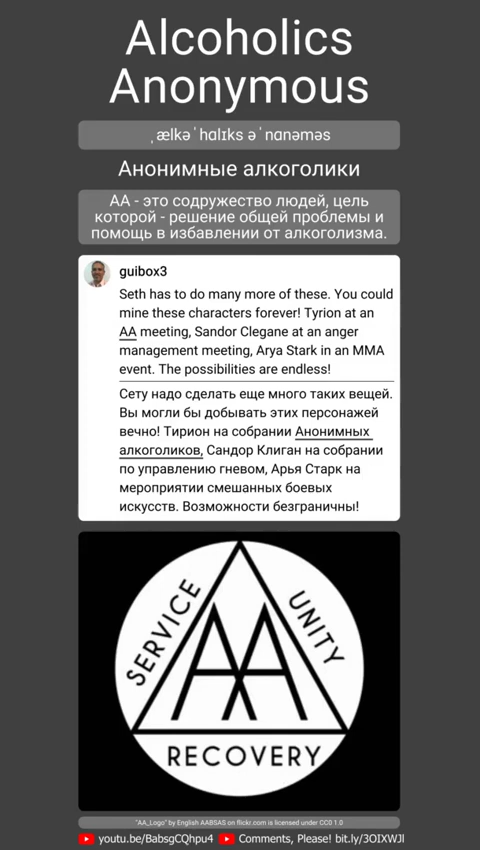 Alcoholics
Anonymous
ˌælkəˈhɑlɪks əˈnɑnəməs
Анонимные алкоголики
АА - это содружество людей, цель
которой - решение общей проблемы и
помощь в избавлении от алкоголизма.
guibox3
Seth has to do many more of these. You could
mine these characters forever! Tyrion at an
AA meeting, Sandor Clegane at an anger
management meeting, Arya Stark in an MMA
event. The possibilities are endless!
Сету надо сделать еще много таких вещей.
Вы могли бы добывать этих персонажей
вечно! Тирион на собрании Анонимных
алкоголиков, Сандор Клиган на собрании
по управлению гневом, Арья Старк на
мероприятии смешанных боевых
искусств. Возможности безграничны!
SERVICE
UNITY
AA
RECOVERY
"AA_Logo" by English AABSAS on flickr.com is licensed under CC0 1.0
youtu.be/BabsgCQhpu4 Comments, Please! bit.ly/3OIXWJl